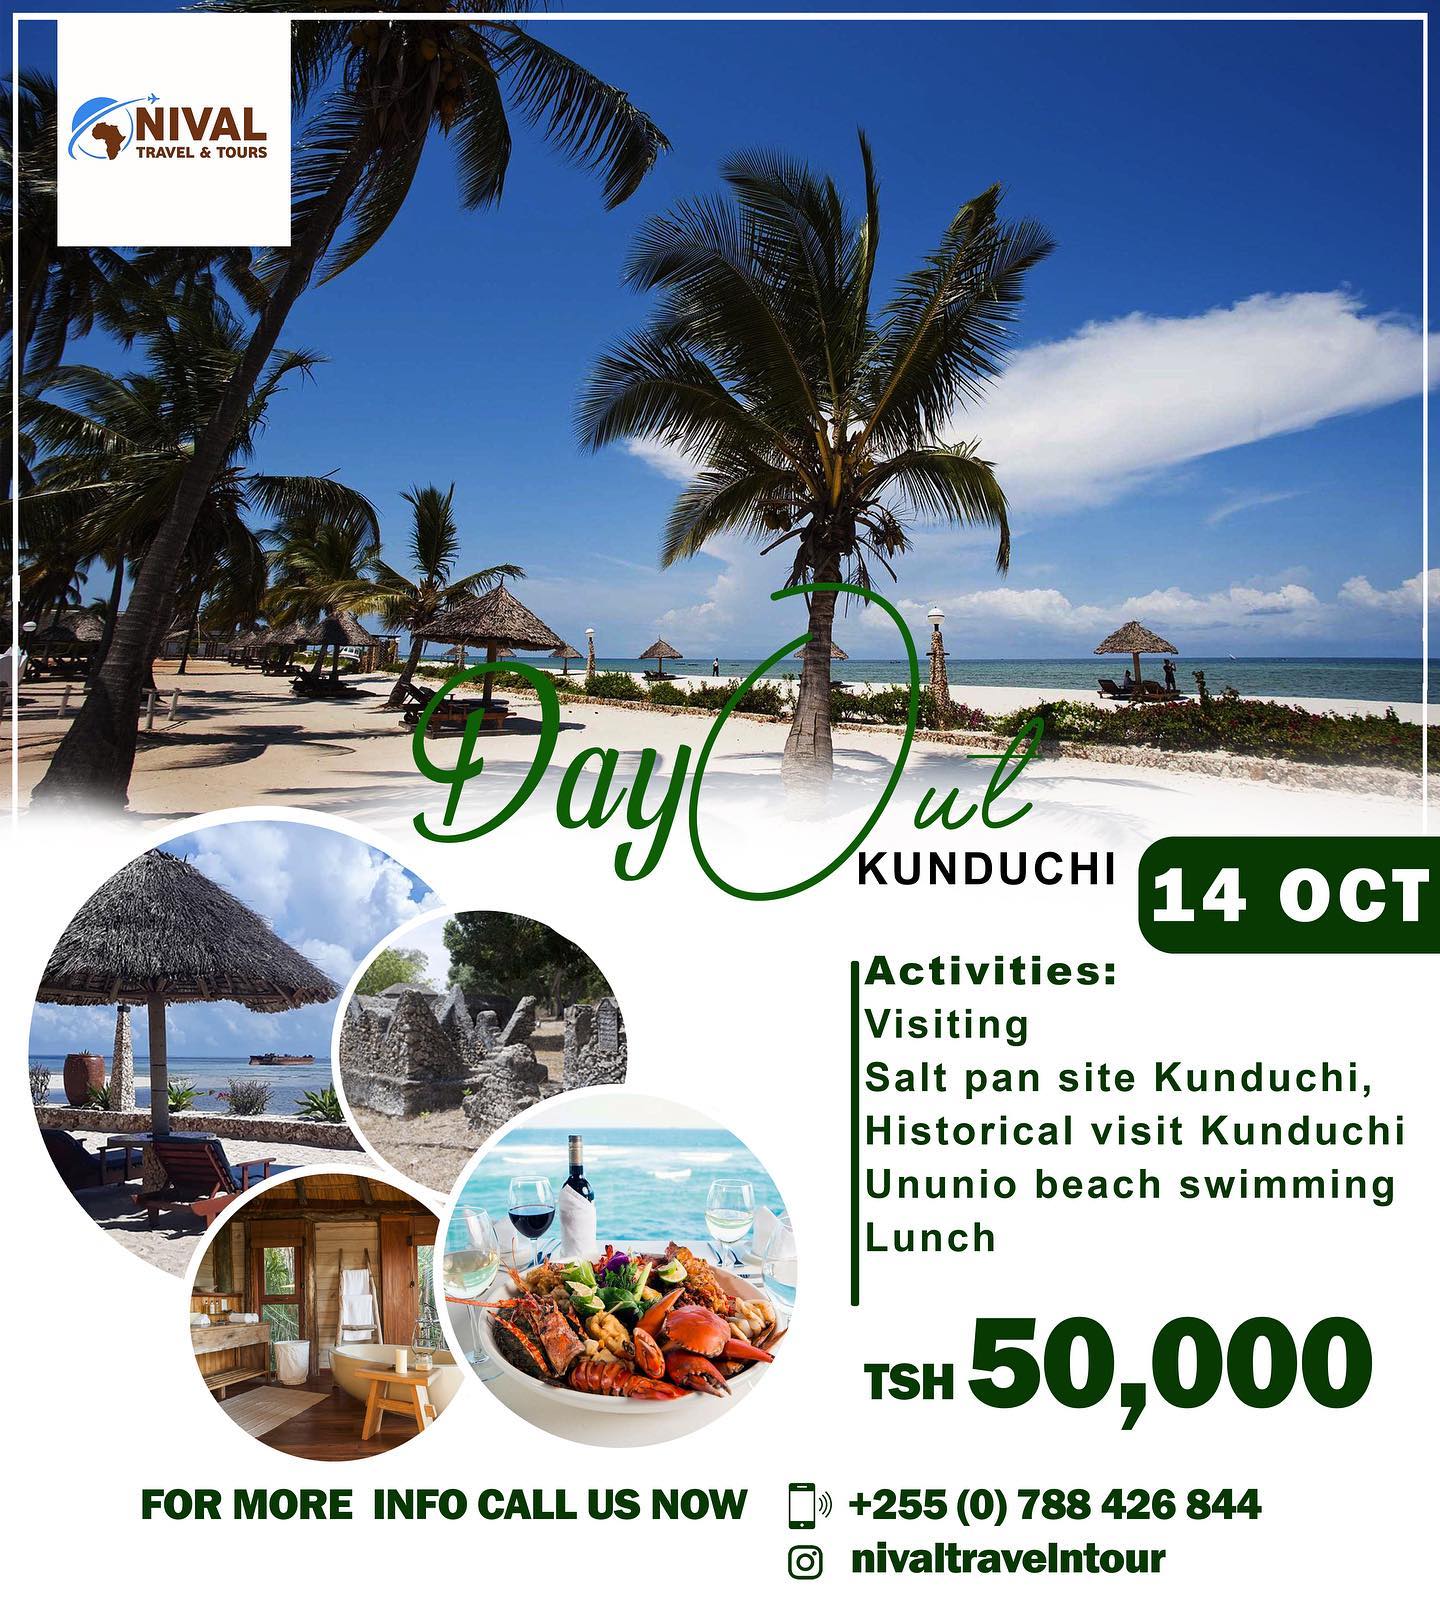 NIVAL
TRAVEL & TOURS
Day Out
KUNDUCHI
14 OCT
Activities:
Visiting
Salt pan site Kunduchi,
Historical visit Kunduchi
Ununio beach swimming
Lunch
TSH 50,000
FOR MORE INFO CALL US NOW
+255 (0) 788 426 844
nivaltravelntour